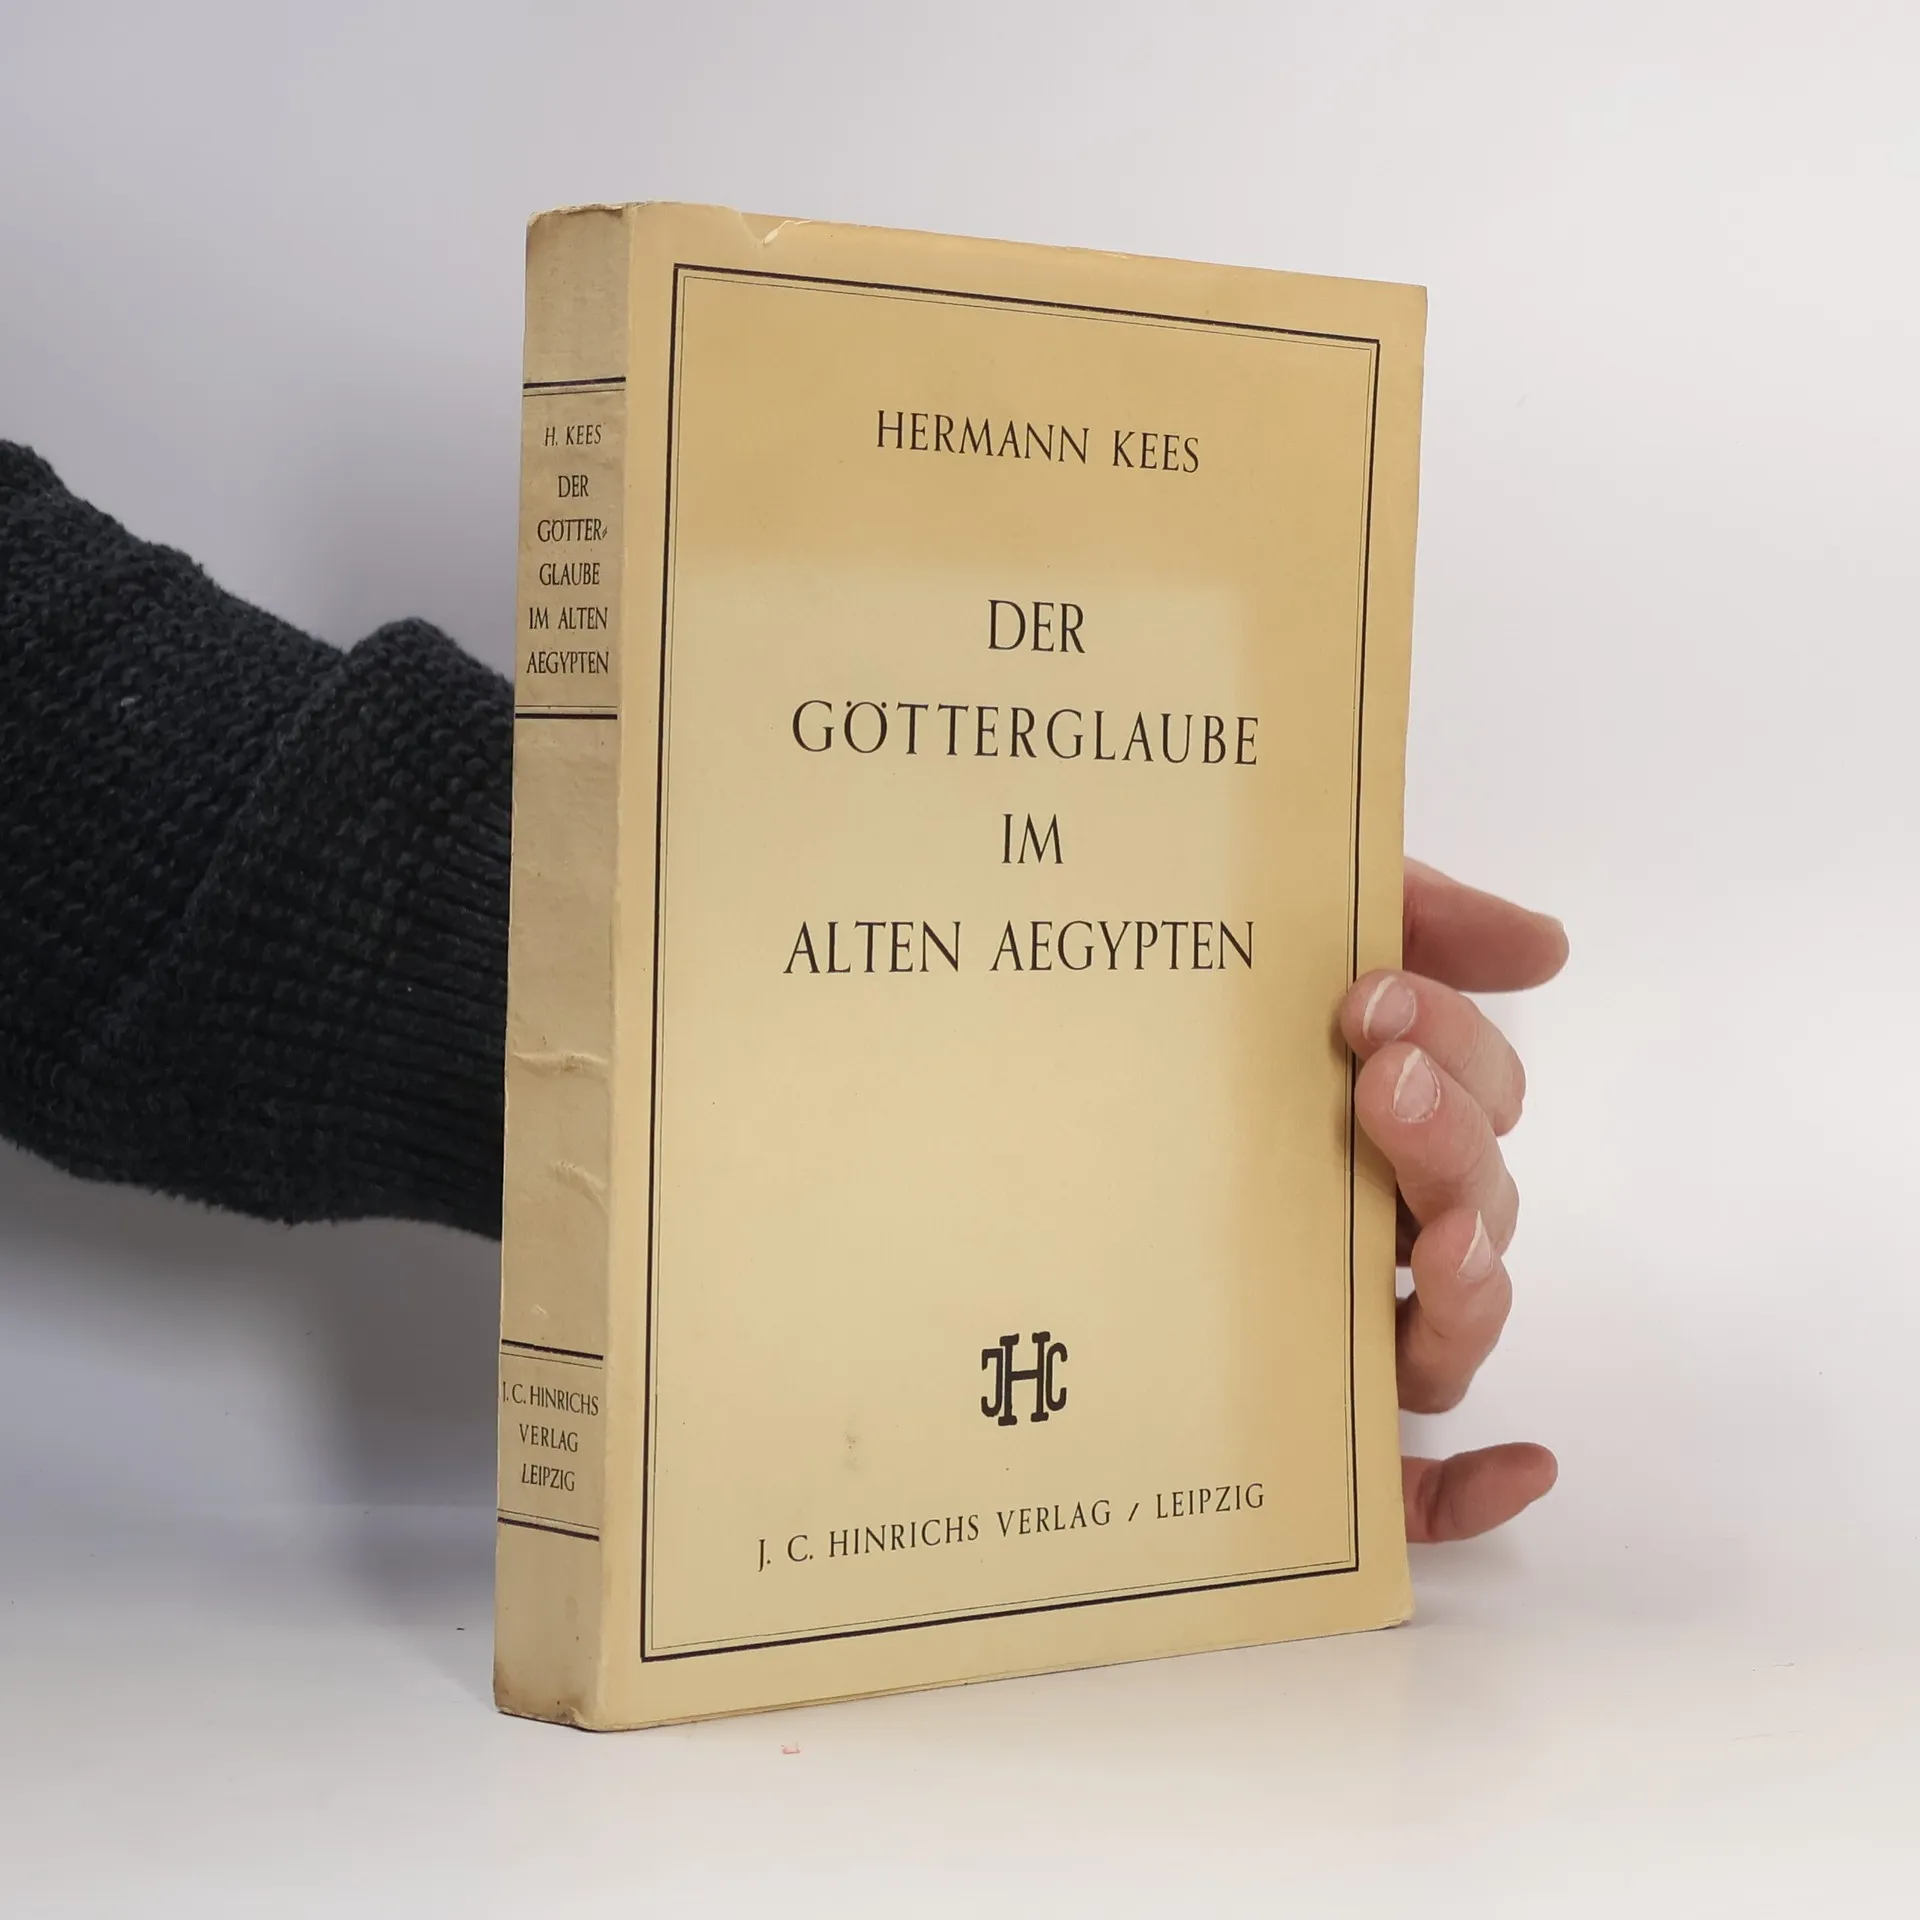 H. KEES
DER
GÖTTER-
GLAUBE
IM ALTEN
AEGYPTEN
J. C. HINRICHS
VERLAG
LEIPZIG
HERMANN KEES
DER
GÖTTERGLAUBE
IM
ALTEN AEGYPTEN
JHC
J. C. HINRICHS VERLAG / LEIPZIG